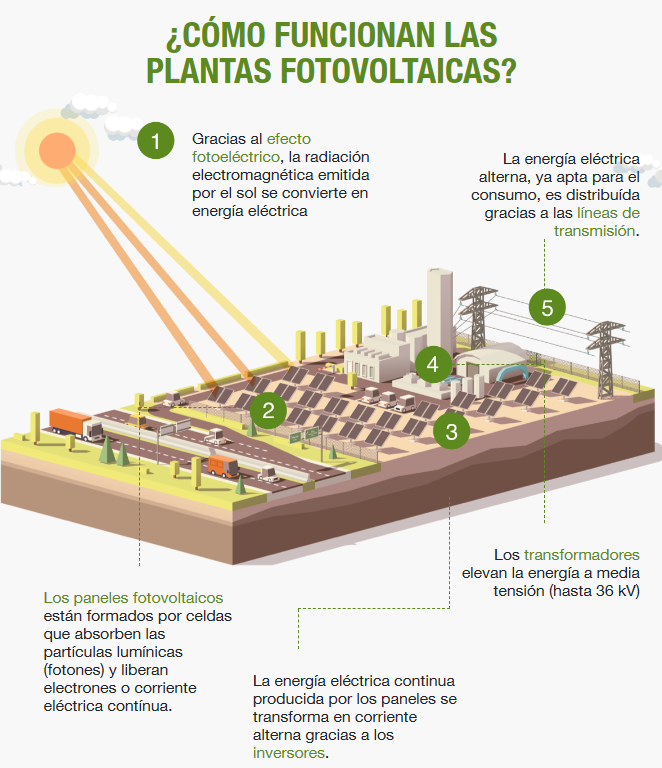 ¿CÓMO FUNCIONAN LAS
PLANTAS FOTOVOLTAICAS?
1
Gracias al efecto
fotoeléctrico, la radiación
electromagnética emitida
por el sol se convierte en
energía eléctrica
La energía eléctrica
alterna, ya apta para el
consumo, es distribuída
gracias a las líneas de
transmisión.
5
4
2
3
Los transformadores
elevan la energía a media
tensión (hasta 36 kV)
Los paneles fotovoltaicos
están formados por celdas
que absorben las
partículas lumínicas
(fotones) y liberan
electrones o corriente
eléctrica contínua.
La energía eléctrica continua
producida por los paneles se
transforma en corriente
alterna gracias a los
inversores.